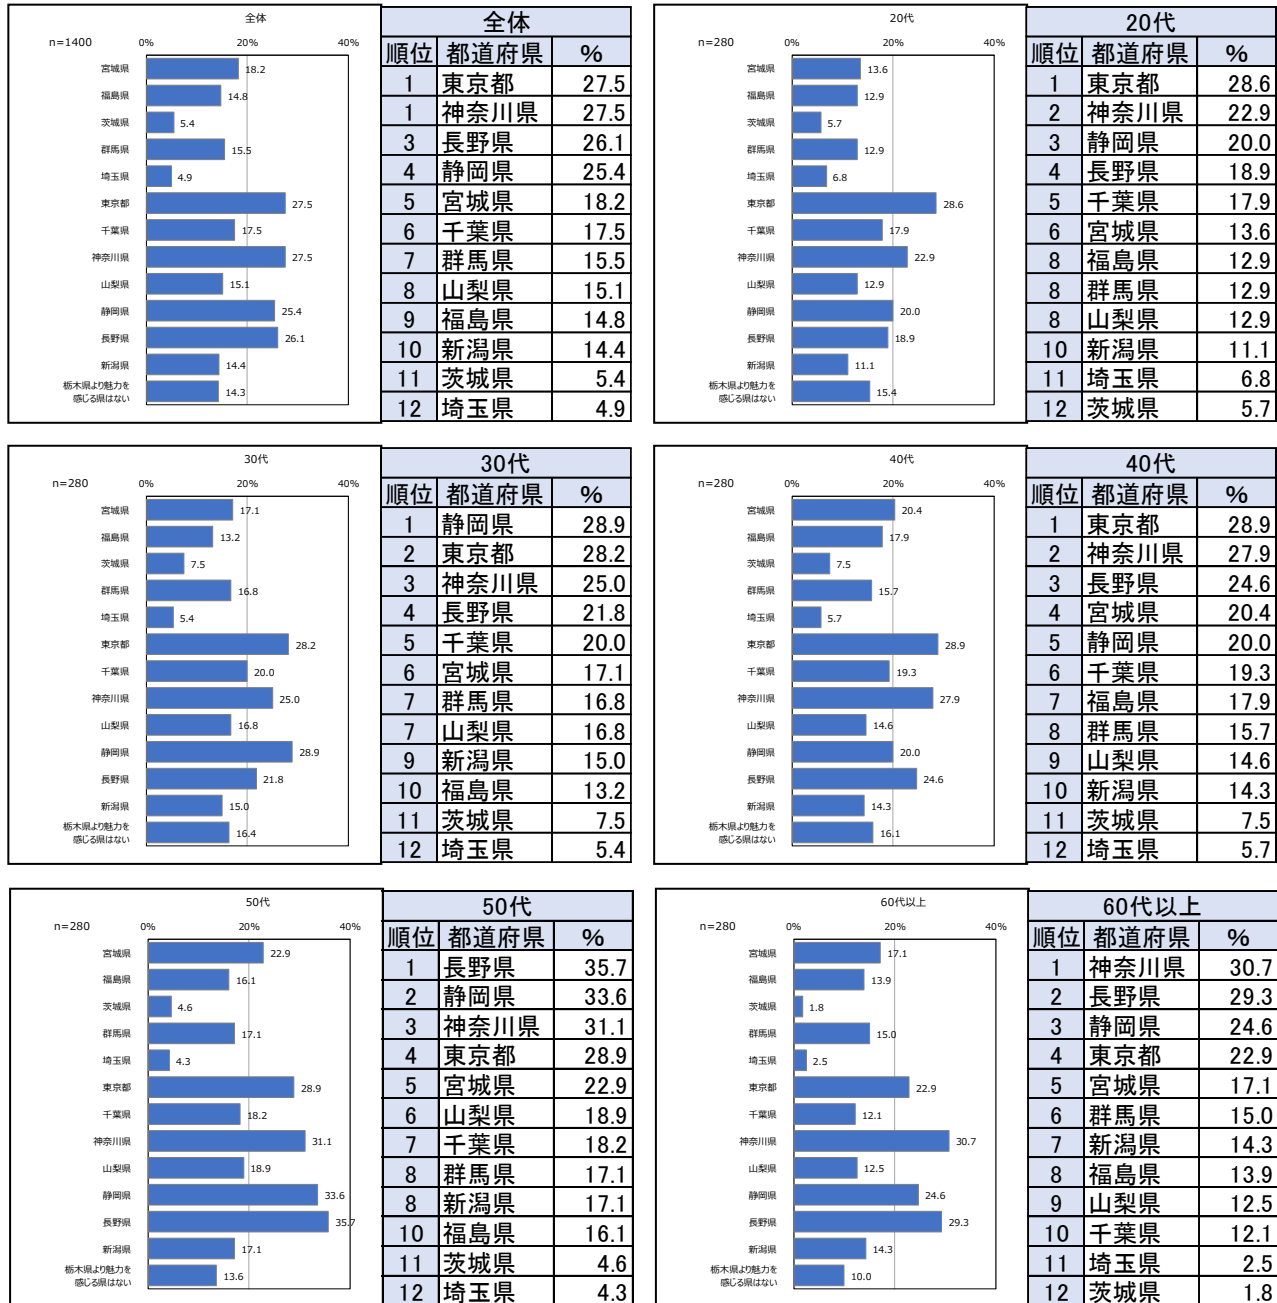 全体
n=1400 0% 20% 40%
宮城県 18.2
福島県 14.8
茨城県 5.4
群馬県 15.5
埼玉県 4.9
東京都 27.5
千葉県 17.5
神奈川県 27.5
山梨県 15.1
静岡県 25.4
長野県 26.1
新潟県 14.4
栃木県より魅力を
感じる県はない 14.3
全体
順位 都道府県 %
1 東京都 27.5
1 神奈川県 27.5
3 長野県 26.1
4 静岡県 25.4
5 宮城県 18.2
6 千葉県 17.5
7 群馬県 15.5
8 山梨県 15.1
9 福島県 14.8
10 新潟県 14.4
11 茨城県 5.4
12 埼玉県 4.9
20代
n=280 0% 20% 40%
宮城県 13.6
福島県 12.9
茨城県 5.7
群馬県 12.9
埼玉県 6.8
東京都 28.6
千葉県 17.9
神奈川県 22.9
山梨県 12.9
静岡県 20.0
長野県 18.9
新潟県 11.1
栃木県より魅力を
感じる県はない 15.4
20代
順位 都道府県 %
1 東京都 28.6
2 神奈川県 22.9
3 静岡県 20.0
4 長野県 18.9
5 千葉県 17.9
6 宮城県 13.6
8 福島県 12.9
8 群馬県 12.9
8 山梨県 12.9
10 新潟県 11.1
11 埼玉県 6.8
12 茨城県 5.7
30代
n=280 0% 20% 40%
宮城県 17.1
福島県 13.2
茨城県 7.5
群馬県 16.8
埼玉県 5.4
東京都 28.2
千葉県 20.0
神奈川県 25.0
山梨県 16.8
静岡県 28.9
長野県 21.8
新潟県 15.0
栃木県より魅力を
感じる県はない 16.4
30代
順位 都道府県 %
1 静岡県 28.9
2 東京都 28.2
3 神奈川県 25.0
4 長野県 21.8
5 千葉県 20.0
6 宮城県 17.1
7 群馬県 16.8
7 山梨県 16.8
9 新潟県 15.0
10 福島県 13.2
11 茨城県 7.5
12 埼玉県 5.4
40代
n=280 0% 20% 40%
宮城県 20.4
福島県 17.9
茨城県 7.5
群馬県 15.7
埼玉県 5.7
東京都 28.9
千葉県 19.3
神奈川県 27.9
山梨県 14.6
静岡県 20.0
長野県 24.6
新潟県 14.3
栃木県より魅力を
感じる県はない 16.1
40代
順位 都道府県 %
1 東京都 28.9
2 神奈川県 27.9
3 長野県 24.6
4 宮城県 20.4
5 静岡県 20.0
6 千葉県 19.3
7 福島県 17.9
8 群馬県 15.7
9 山梨県 14.6
10 新潟県 14.3
11 茨城県 7.5
12 埼玉県 5.7
50代
n=280 0% 20% 40%
宮城県 22.9
福島県 16.1
茨城県 4.6
群馬県 17.1
埼玉県 4.3
東京都 28.9
千葉県 18.2
神奈川県 31.1
山梨県 18.9
静岡県 33.6
長野県 35.7
新潟県 17.1
栃木県より魅力を
感じる県はない 13.6
50代
順位 都道府県 %
1 長野県 35.7
2 静岡県 33.6
3 神奈川県 31.1
4 東京都 28.9
5 宮城県 22.9
6 山梨県 18.9
7 千葉県 18.2
8 群馬県 17.1
8 新潟県 17.1
10 福島県 16.1
11 茨城県 4.6
12 埼玉県 4.3
60代以上
n=280 0% 20% 40%
宮城県 17.1
福島県 13.9
茨城県 1.8
群馬県 15.0
埼玉県 2.5
東京都 22.9
千葉県 12.1
神奈川県 30.7
山梨県 12.5
静岡県 24.6
長野県 29.3
新潟県 14.3
栃木県より魅力を
感じる県はない 10.0
60代以上
順位 都道府県 %
1 神奈川県 30.7
2 長野県 29.3
3 静岡県 24.6
4 東京都 22.9
5 宮城県 17.1
6 群馬県 15.0
7 新潟県 14.3
8 福島県 13.9
9 山梨県 12.5
10 千葉県 12.1
11 埼玉県 2.5
12 茨城県 1.8